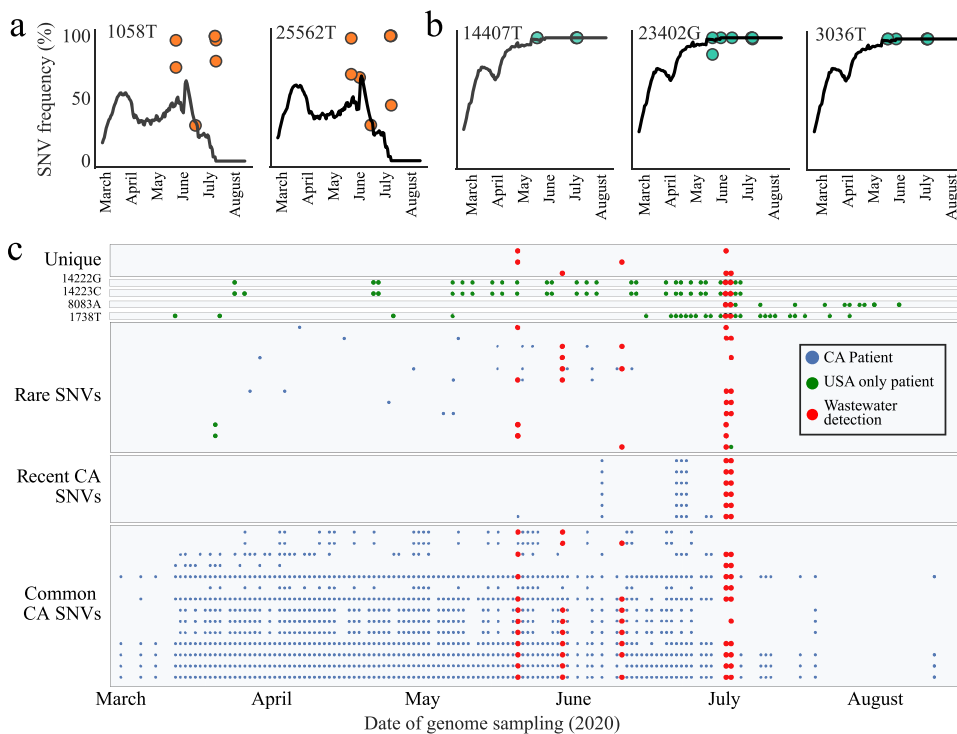 a
b
SNV frequency (%)
100
50
0
1058T
25562T
14407T
23402G
3036T
March
April
May
June
July
August
March
April
May
June
July
August
March
April
May
June
July
August
March
April
May
June
July
August
March
April
May
June
July
August
c
Unique
14222G
14223C
8083A
1738T
Rare SNVs
CA Patient
USA only patient
Wastewater
detection
Recent CA
SNVs
Common
CA SNVs
March April May June July August
Date of genome sampling (2020)